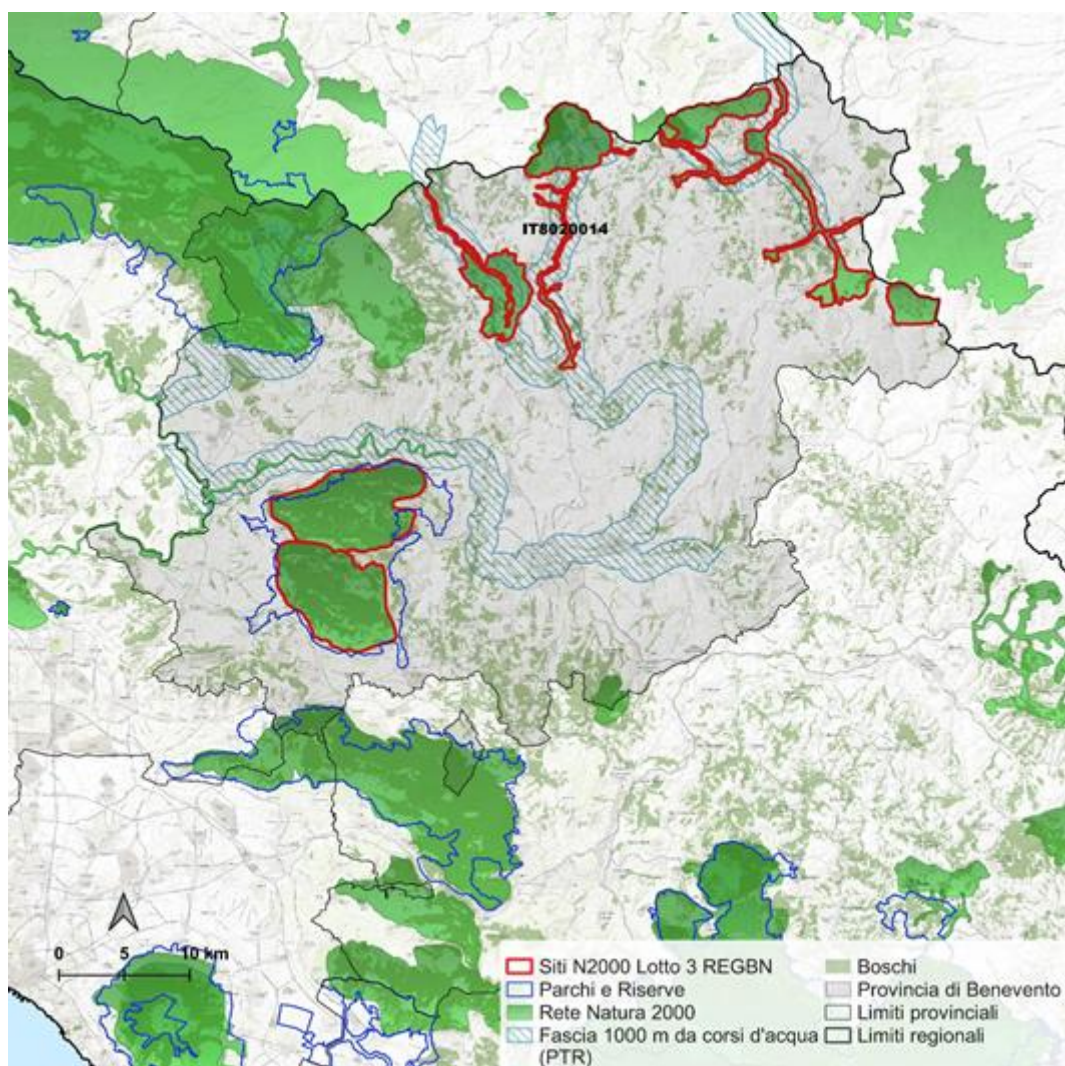 IT8020014
0 5 10 km
Siti N2000 Lotto 3 REGBN
Parchi e Riserve
Rete Natura 2000
Fascia 1000 m da corsi d'acqua
(PTR)
Boschi
Provincia di Benevento
Limiti provinciali
Limiti regionali